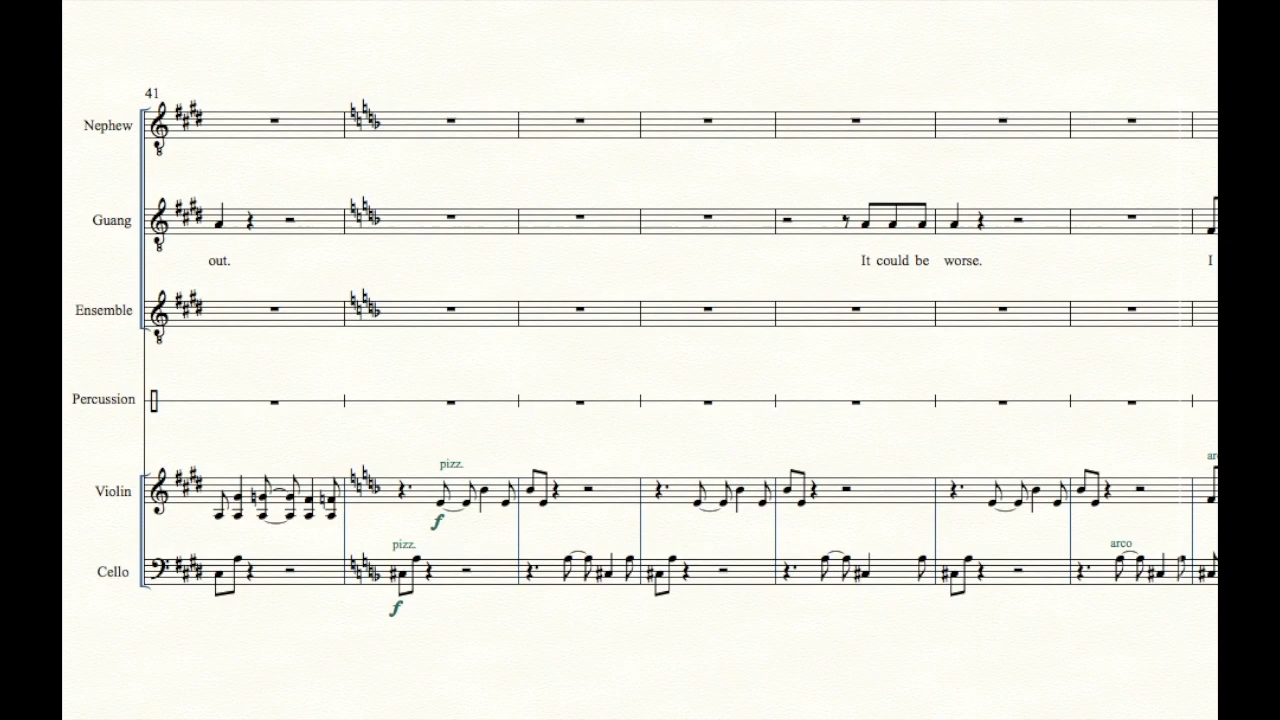 41
Nephew
Guang
out.
It could be worse.
I
Ensemble
Percussion
pizz.
Violin
f
pizz.
arco
Cello
f